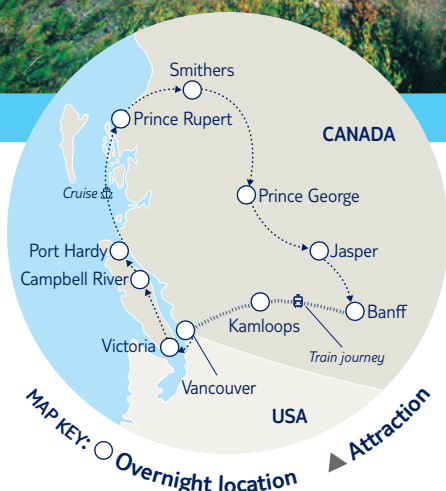 Smithers
Prince Rupert
CANADA
Cruise
Prince George
Port Hardy
Jasper
Campbell River
Kamloops
Banff
Victoria
Train journey
Vancouver
USA
MAP KEY: Overnight location Attraction